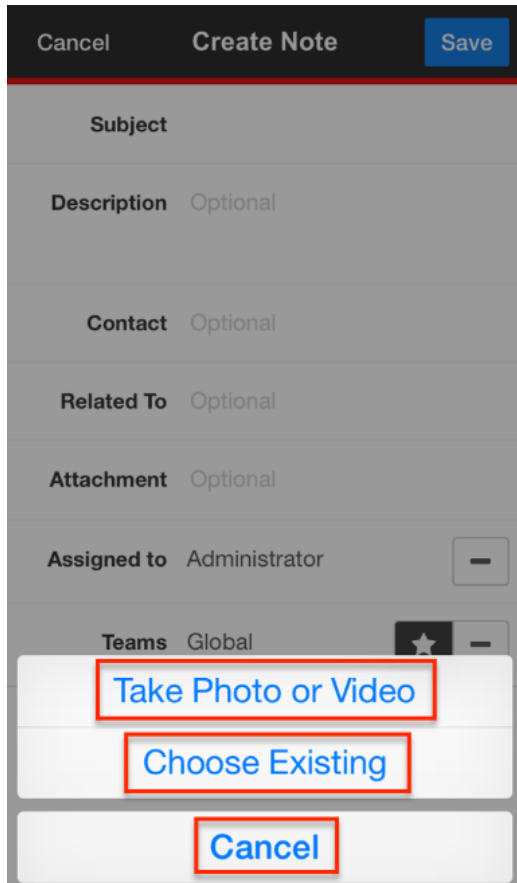 Cancel Create Note Save
Subject
Description Optional
Contact Optional
Related To Optional
Attachment Optional
Assigned to Administrator
Teams Global
Take Photo or Video
Choose Existing
Cancel